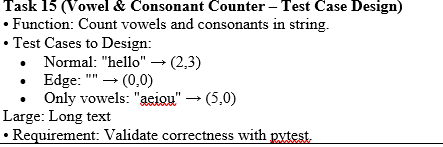 Task 15 (Vowel & Consonant Counter – Test Case Design)
• Function: Count vowels and consonants in string.
• Test Cases to Design:
• Normal: "hello" → (2,3)
• Edge: "" → (0,0)
• Only vowels: "aeiou" → (5,0)
Large: Long text
• Requirement: Validate correctness with pytest.